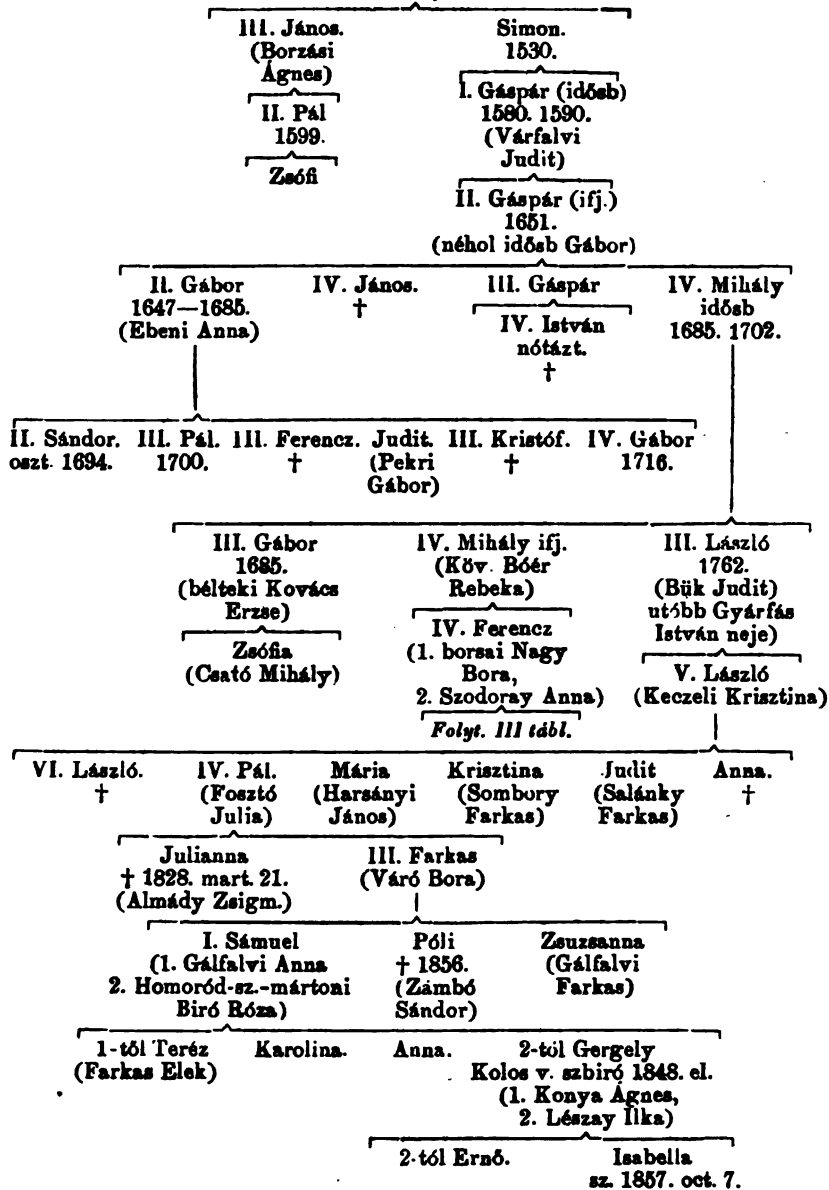 III. János. Simon.
(Borzási 1530.
Ágnes) I. Gáspár (idősb)
II. Pál 1580. 1590.
1599. (Várfalvi
Judit)
Zsófi
II. Gáspár (ifj.)
1651.
(néhol idősb Gábor)
II. Gábor IV. János. III. Gáspár IV. Mihály
1647—1685. † idősb
(Ebeni Anna) IV. István 1685. 1702.
nótázt.
†
II. Sándor. III. Pál. III. Ferencz. Judit. III. Kristóf. IV. Gábor
oszt. 1694. 1700. † (Pekri † 1716.
Gábor)
III. Gábor IV. Mihály ifj. III. László
1685. (Köv. Bóér 1762.
(bélteki Kovács Rebeka) (Bük Judit)
Erzse) utóbb Gyárfás
IV. Ferencz István neje)
Zsófia (1. borsai Nagy
(Csató Mihály) Bora, V. László
2. Szodoray Anna) (Keczeli Krisztina)
Folyt. III tábl.
VI. László. IV. Pál. Mária Krisztina Judit Anna.
† (Fosztó (Harsányi (Sombory (Salánky †
Julia) János) Farkas) Farkas)
Julianna III. Farkas
† 1828. mart. 21. (Váró Bora)
(Almády Zsigm.)
I. Sámuel Póli Zsuzsanna
(1. Gálfalvi Anna † 1856. (Gálfalvi
2. Homoród-sz.-mártoni (Zámbó Farkas)
Biró Róza) Sándor)
1-től Teréz Karolina. Anna. 2-tól Gergely
(Farkas Elek) Kolos v. szbiró 1848. el.
(1. Konya Ágnes,
2. Lészay Ilka)
2-tól Ernő. Isabella
sz. 1857. oct. 7.